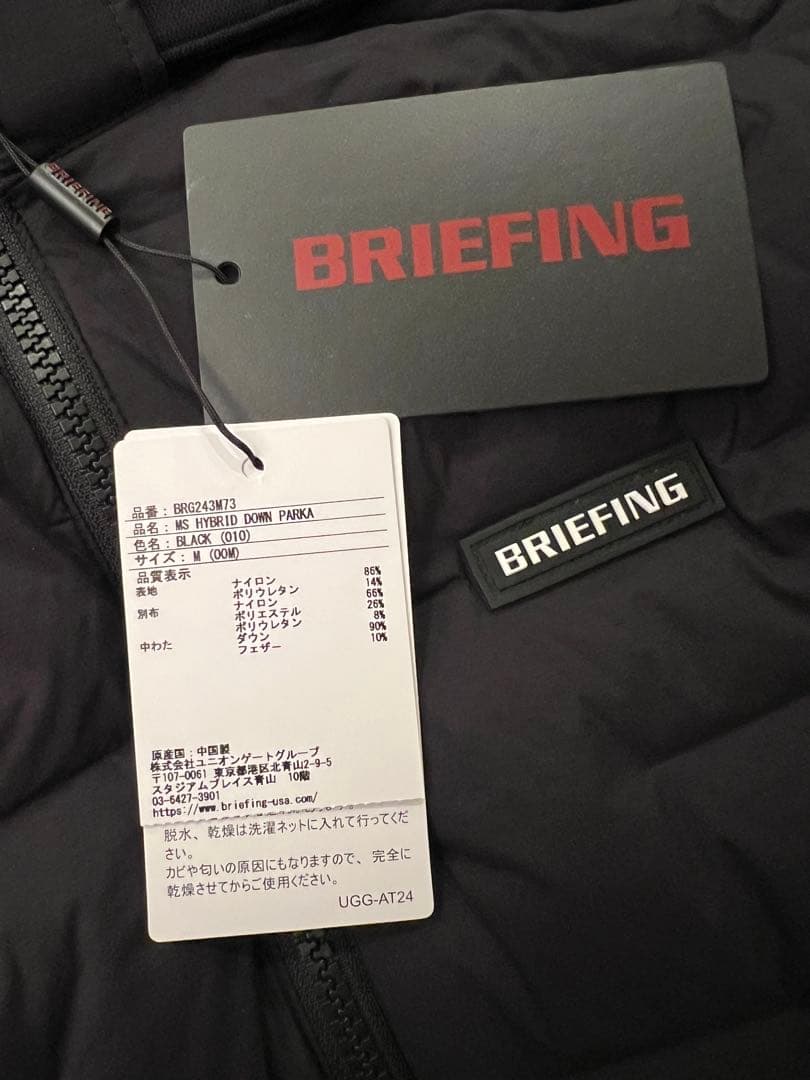 BRIEFING
BRIEFING
BRIEFING
品番：BRG243M73
品名：MS HYBRID DOWN PARKA
色名：BLACK (010)
サイズ：M (00M)
品質表示
表地 ナイロン 86%
ポリウレタン 14%
別布 ナイロン 66%
ポリエステル 26%
ポリウレタン 8%
中わた ダウン 90%
フェザー 10%
原産国：中国製
株式会社ユニオンゲートグループ
〒107-0061 東京都港区北青山2-9-5
スタジアムプレイス青山 10階
03-6427-3901
https://www.briefing-usa.com/
脱水、乾燥は洗濯ネットに入れて行ってくだ
さい。
カビや匂いの原因にもなりますので、完全に
乾燥させてからご使用ください。
UGG-AT24